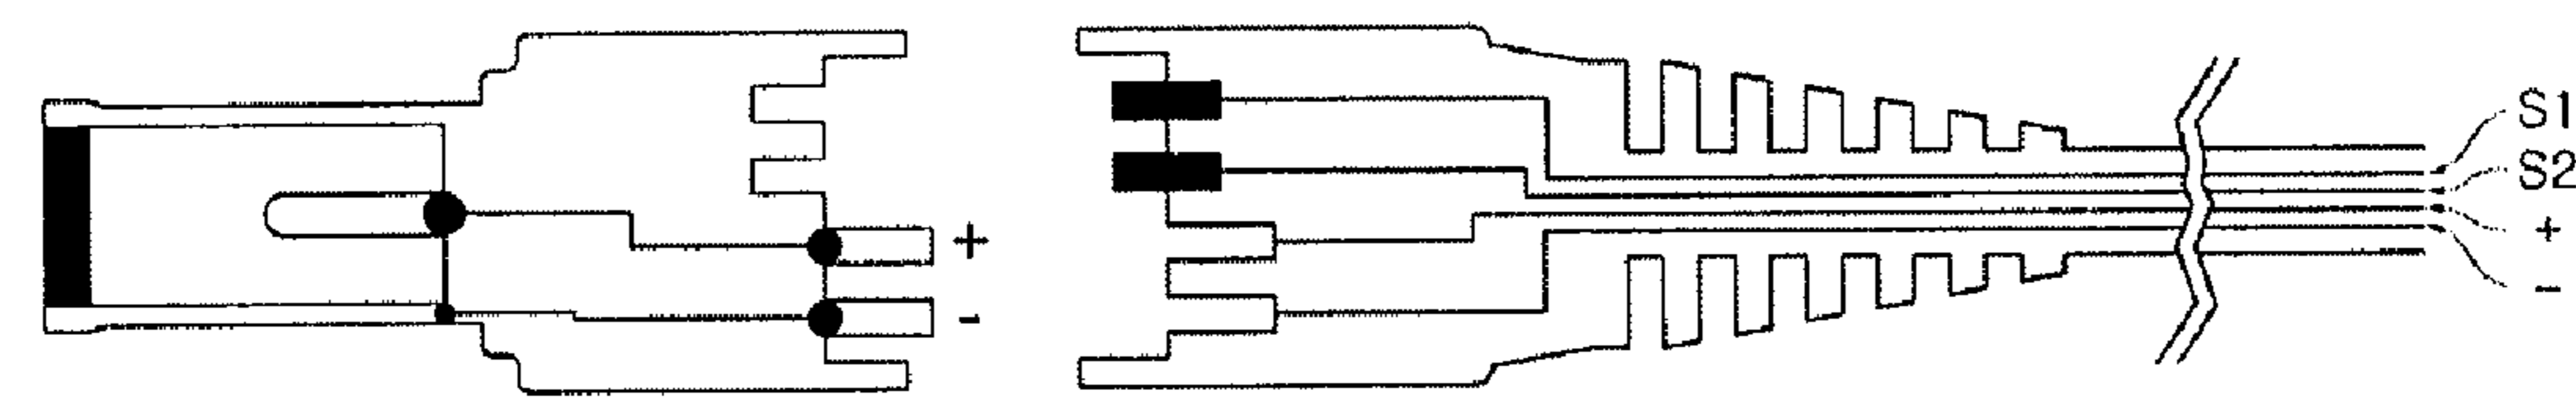 +
-
S1
S2
+
-